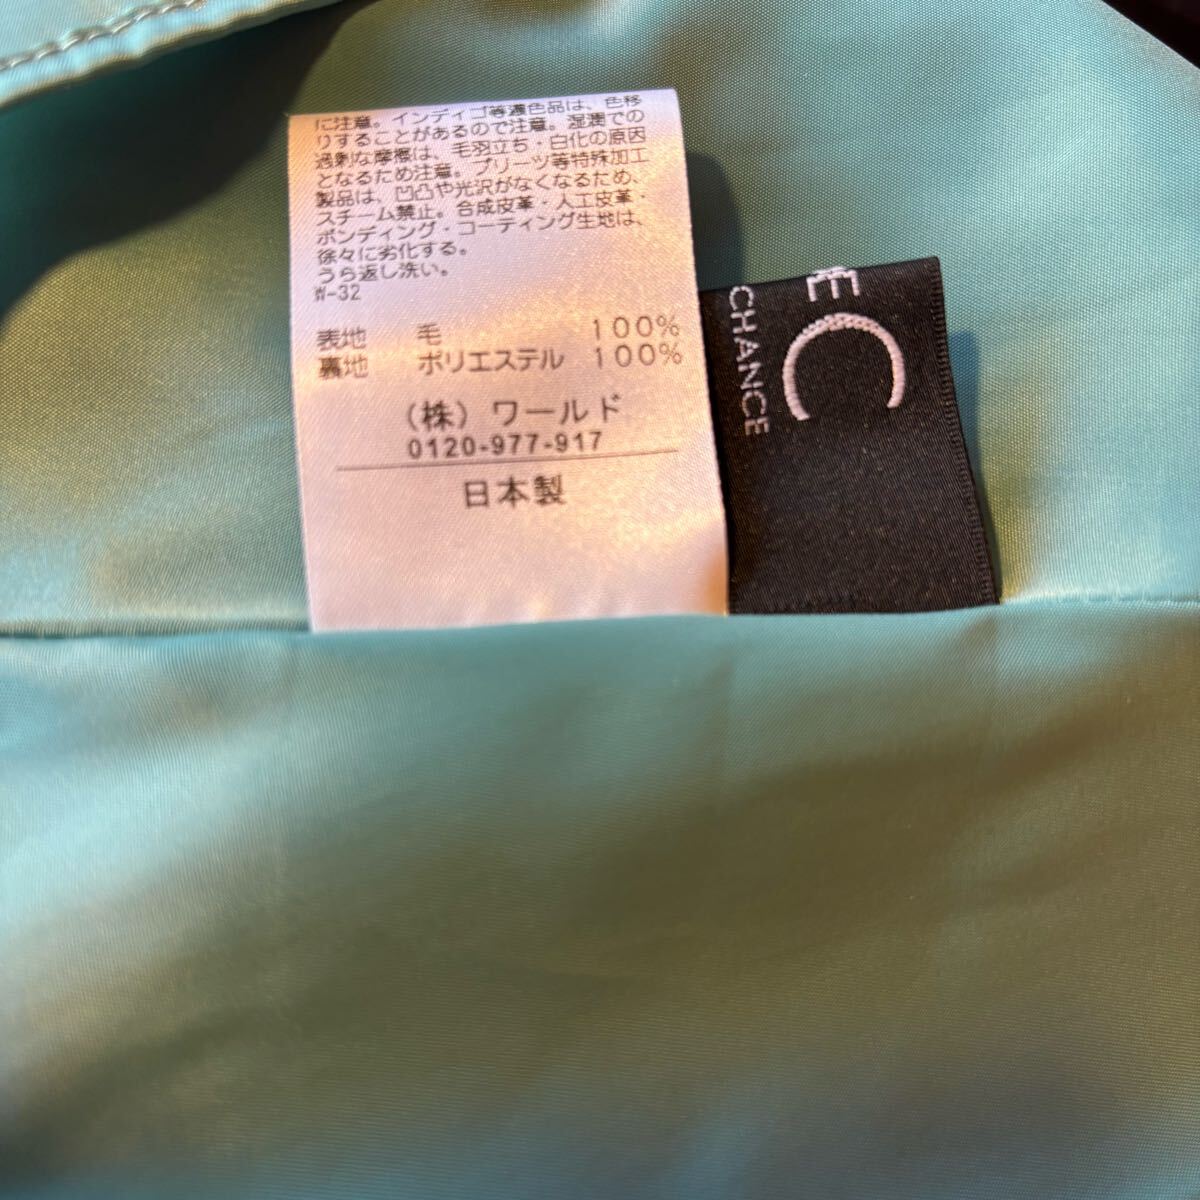 に注意。インディゴ等濃色品は、色移
りすることがあるので注意。湿潤での
過剰な摩擦は、毛羽立ち・白化の原因
となるため注意。プリーツ等特殊加工
製品は、凹凸や光沢がなくなるため、
スチーム禁止。合成皮革・人工皮革・
ボンディング・コーティング生地は、
徐々に劣化する。
うら返し洗い。
ガ-32
表地 毛 100%
裏地 ポリエステル 100%
(株) ワールド
0120-977-917
日本製
C
CHANCE